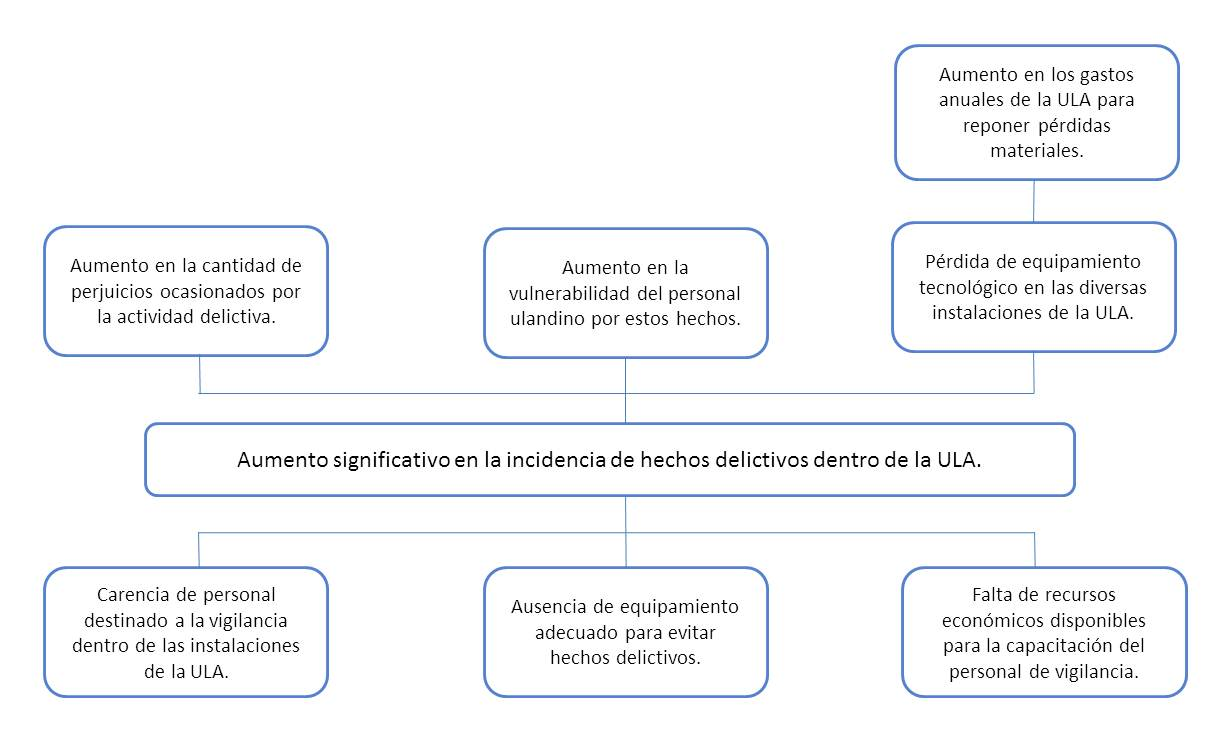 Aumento en los gastos
anuales de la ULA para
reponer pérdidas
materiales.
Aumento en la cantidad de
perjuicios ocasionados por
la actividad delictiva.
Aumento en la
vulnerabilidad del personal
ulandino por estos hechos.
Pérdida de equipamiento
tecnológico en las diversas
instalaciones de la ULA.
Aumento significativo en la incidencia de hechos delictivos dentro de la ULA.
Carencia de personal
destinado a la vigilancia
dentro de las instalaciones
de la ULA.
Ausencia de equipamiento
adecuado para evitar
hechos delictivos.
Falta de recursos
económicos disponibles
para la capacitación del
personal de vigilancia.